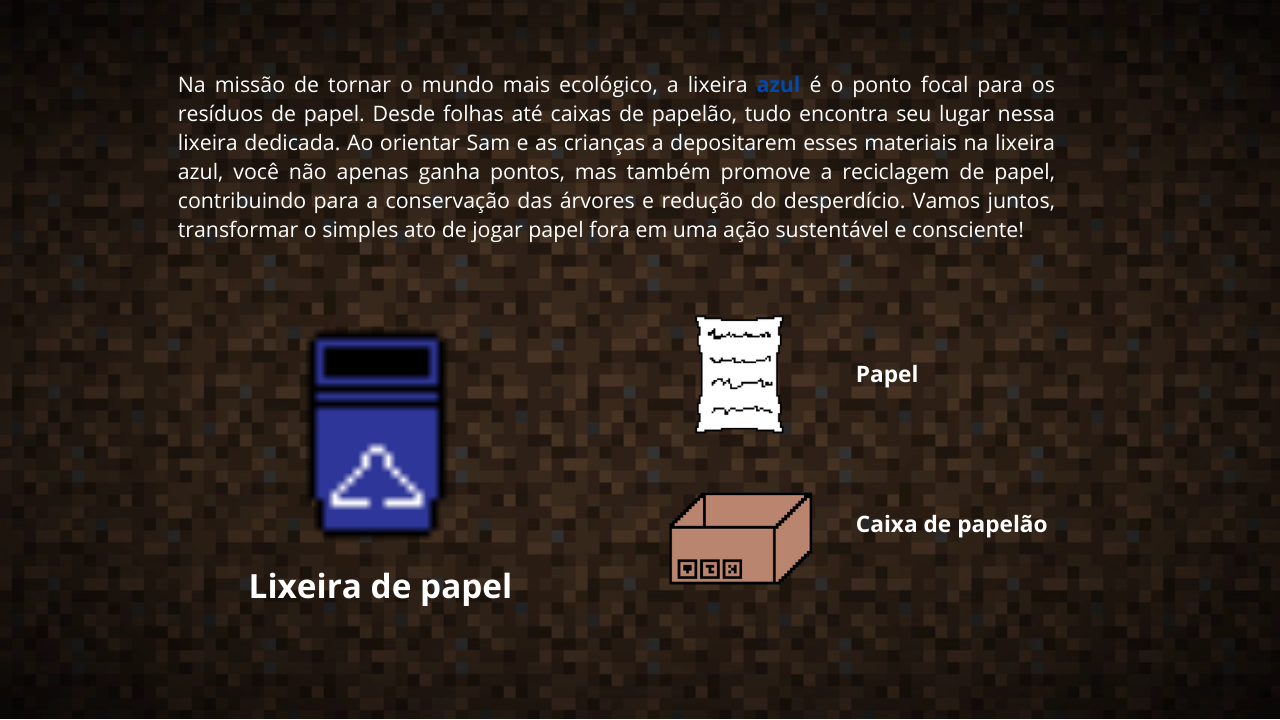 Na missão de tornar o mundo mais ecológico, a lixeira azul é o ponto focal para os
resíduos de papel. Desde folhas até caixas de papelão, tudo encontra seu lugar nessa
lixeira dedicada. Ao orientar Sam e as crianças a depositarem esses materiais na lixeira
azul, você não apenas ganha pontos, mas também promove a reciclagem de papel,
contribuindo para a conservação das árvores e redução do desperdício. Vamos juntos,
transformar o simples ato de jogar papel fora em uma ação sustentável e consciente!
Papel
Caixa de papelão
Lixeira de papel